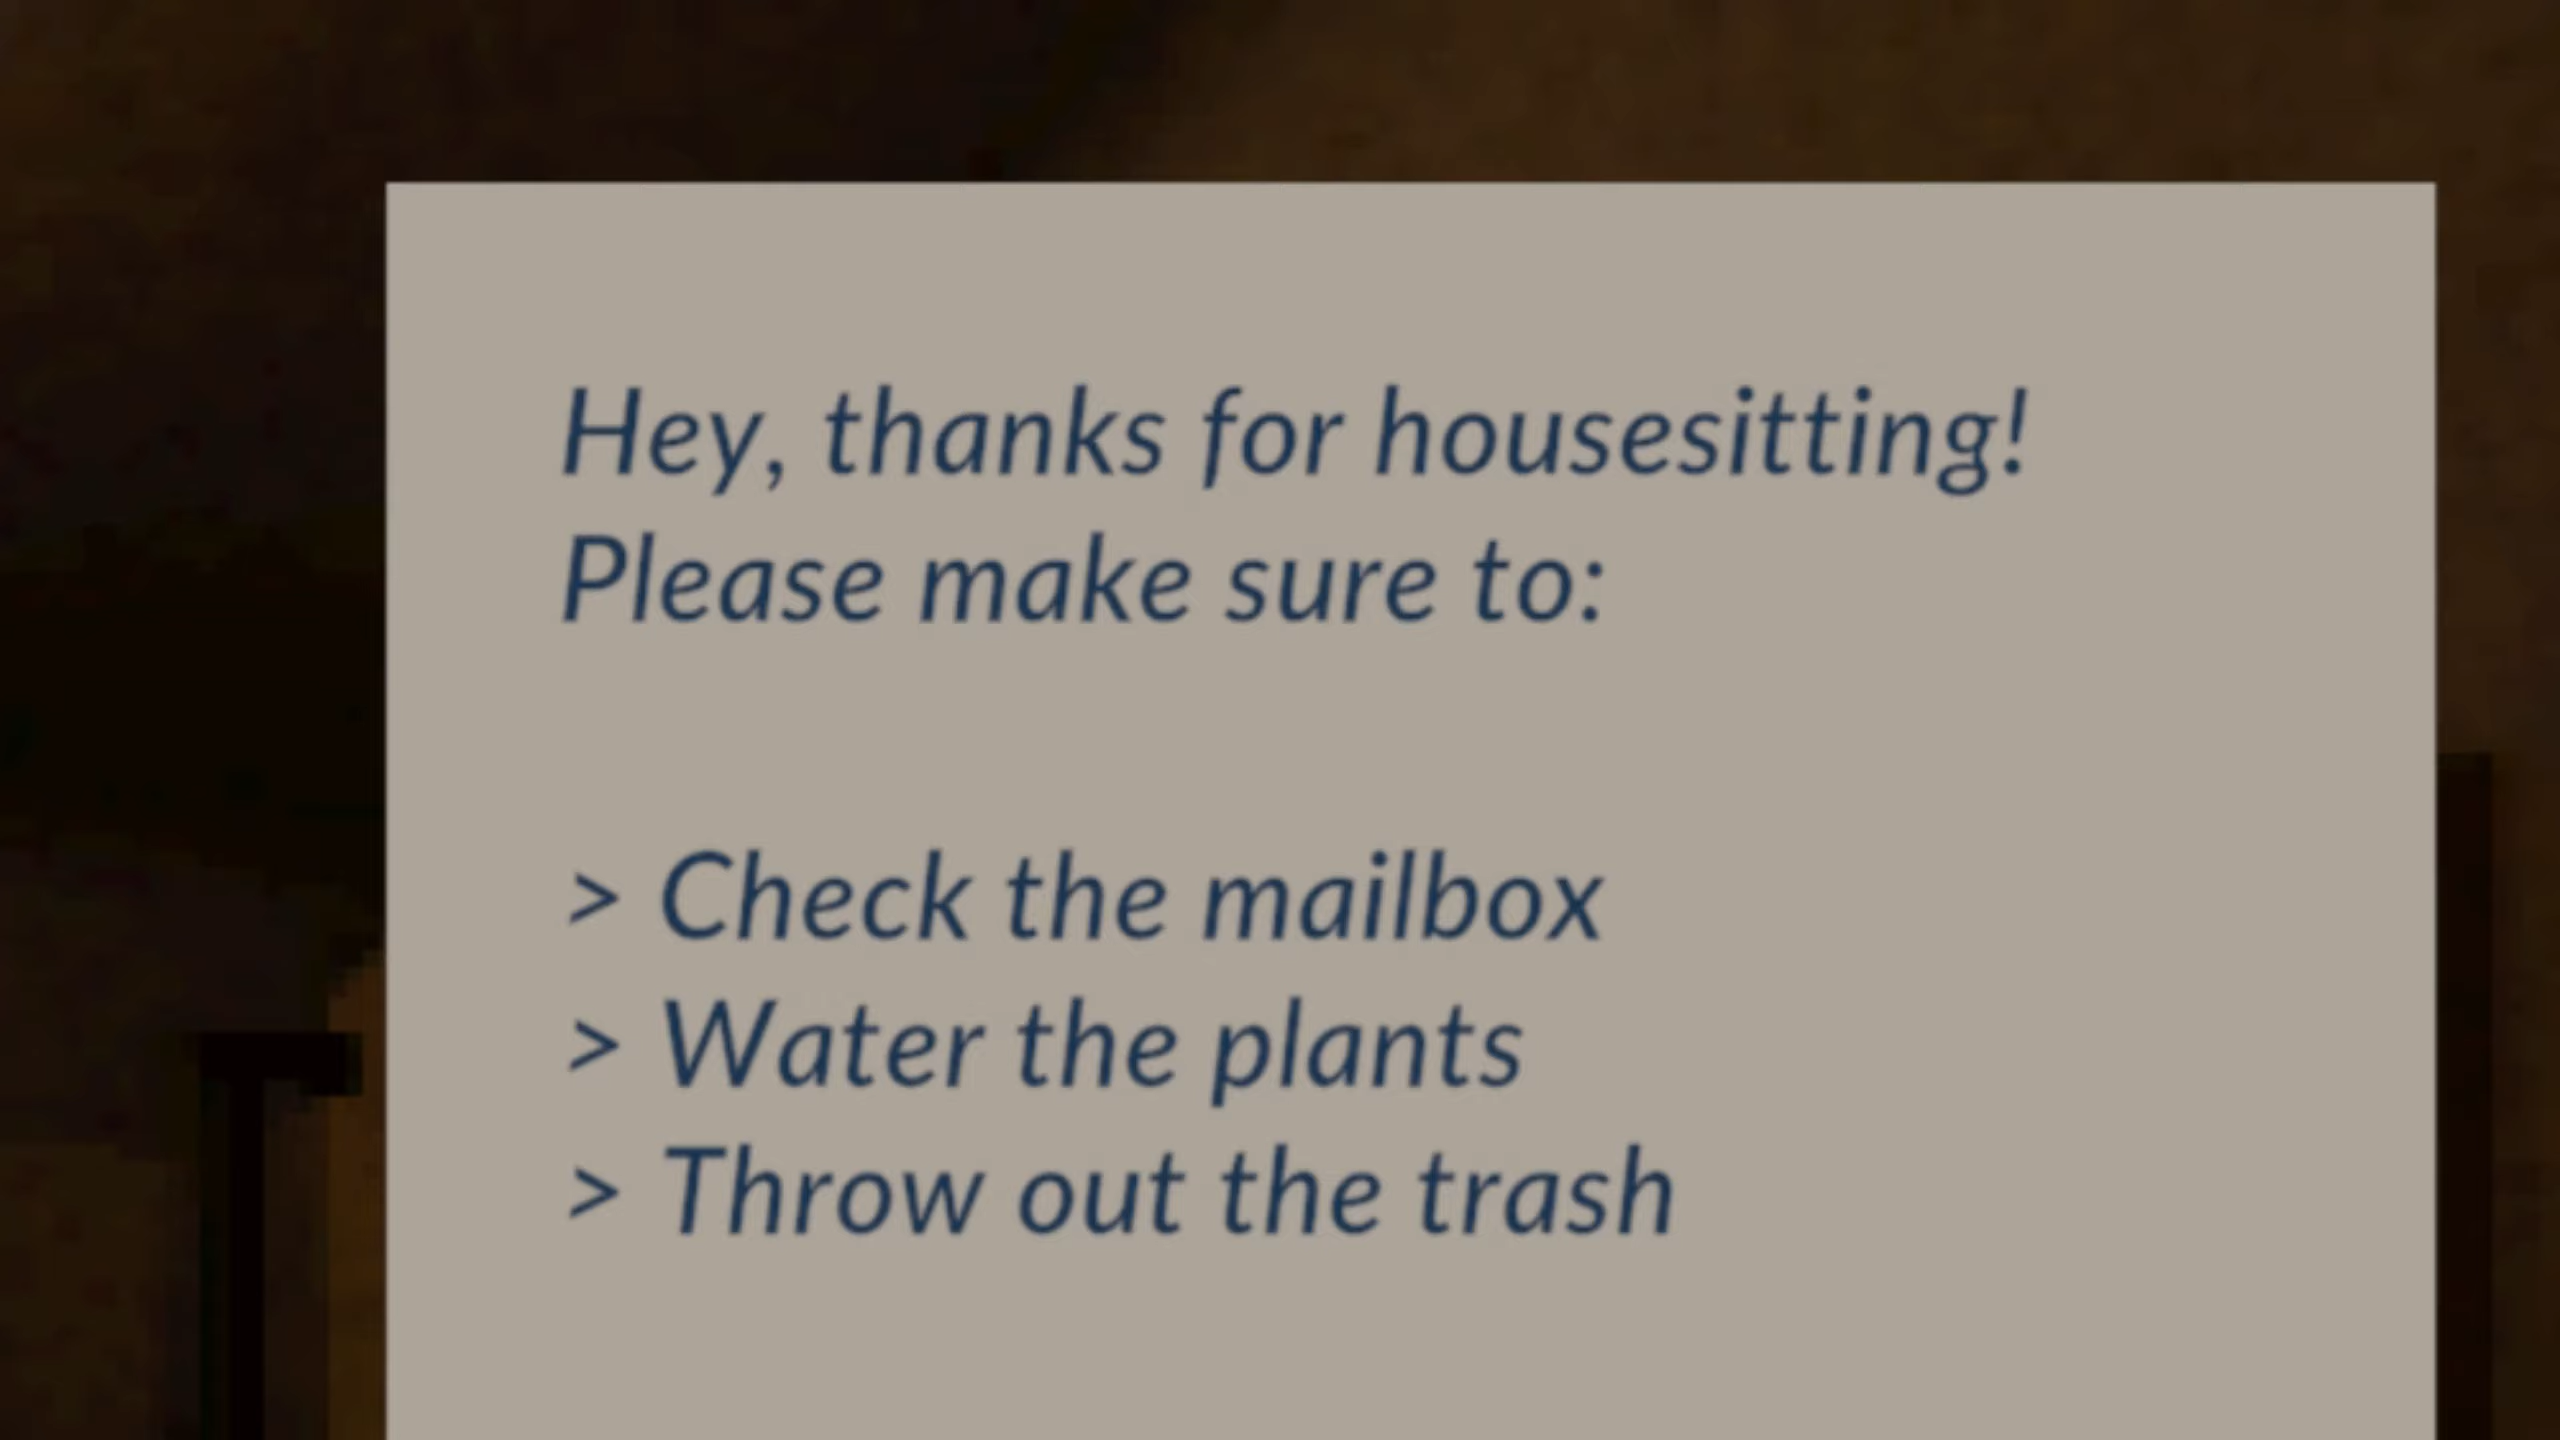 Hey, thanks for housesitting!
Please make sure to:
> Check the mailbox
> Water the plants
> Throw out the trash